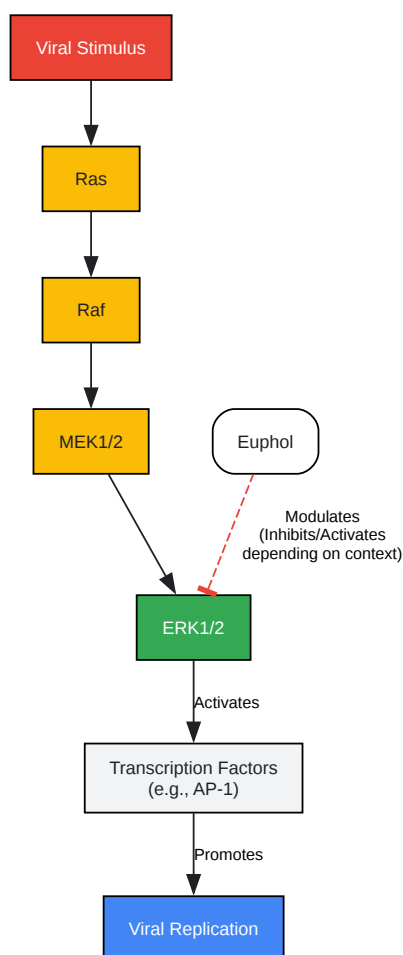 Viral Stimulus
Ras
Raf
MEK1/2
Euphol
Modulates
(Inhibits/Activates
depending on context)
ERK1/2
Activates
Transcription Factors
(e.g., AP-1)
Promotes
Viral Replication